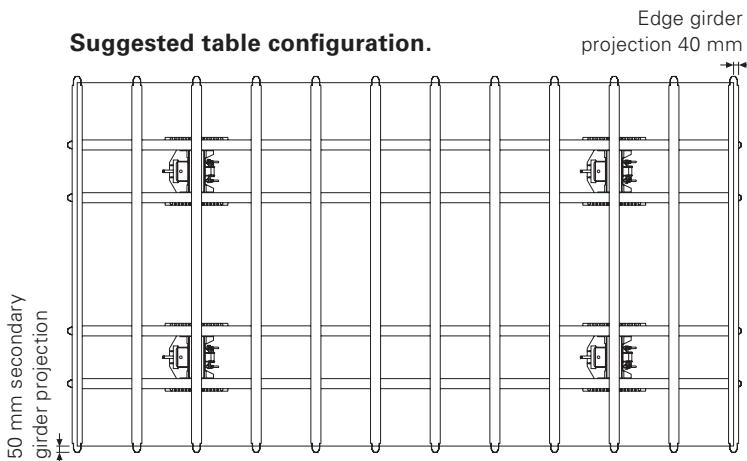 Suggested table configuration.
Edge girder
projection 40 mm
50 mm secondary
girder projection